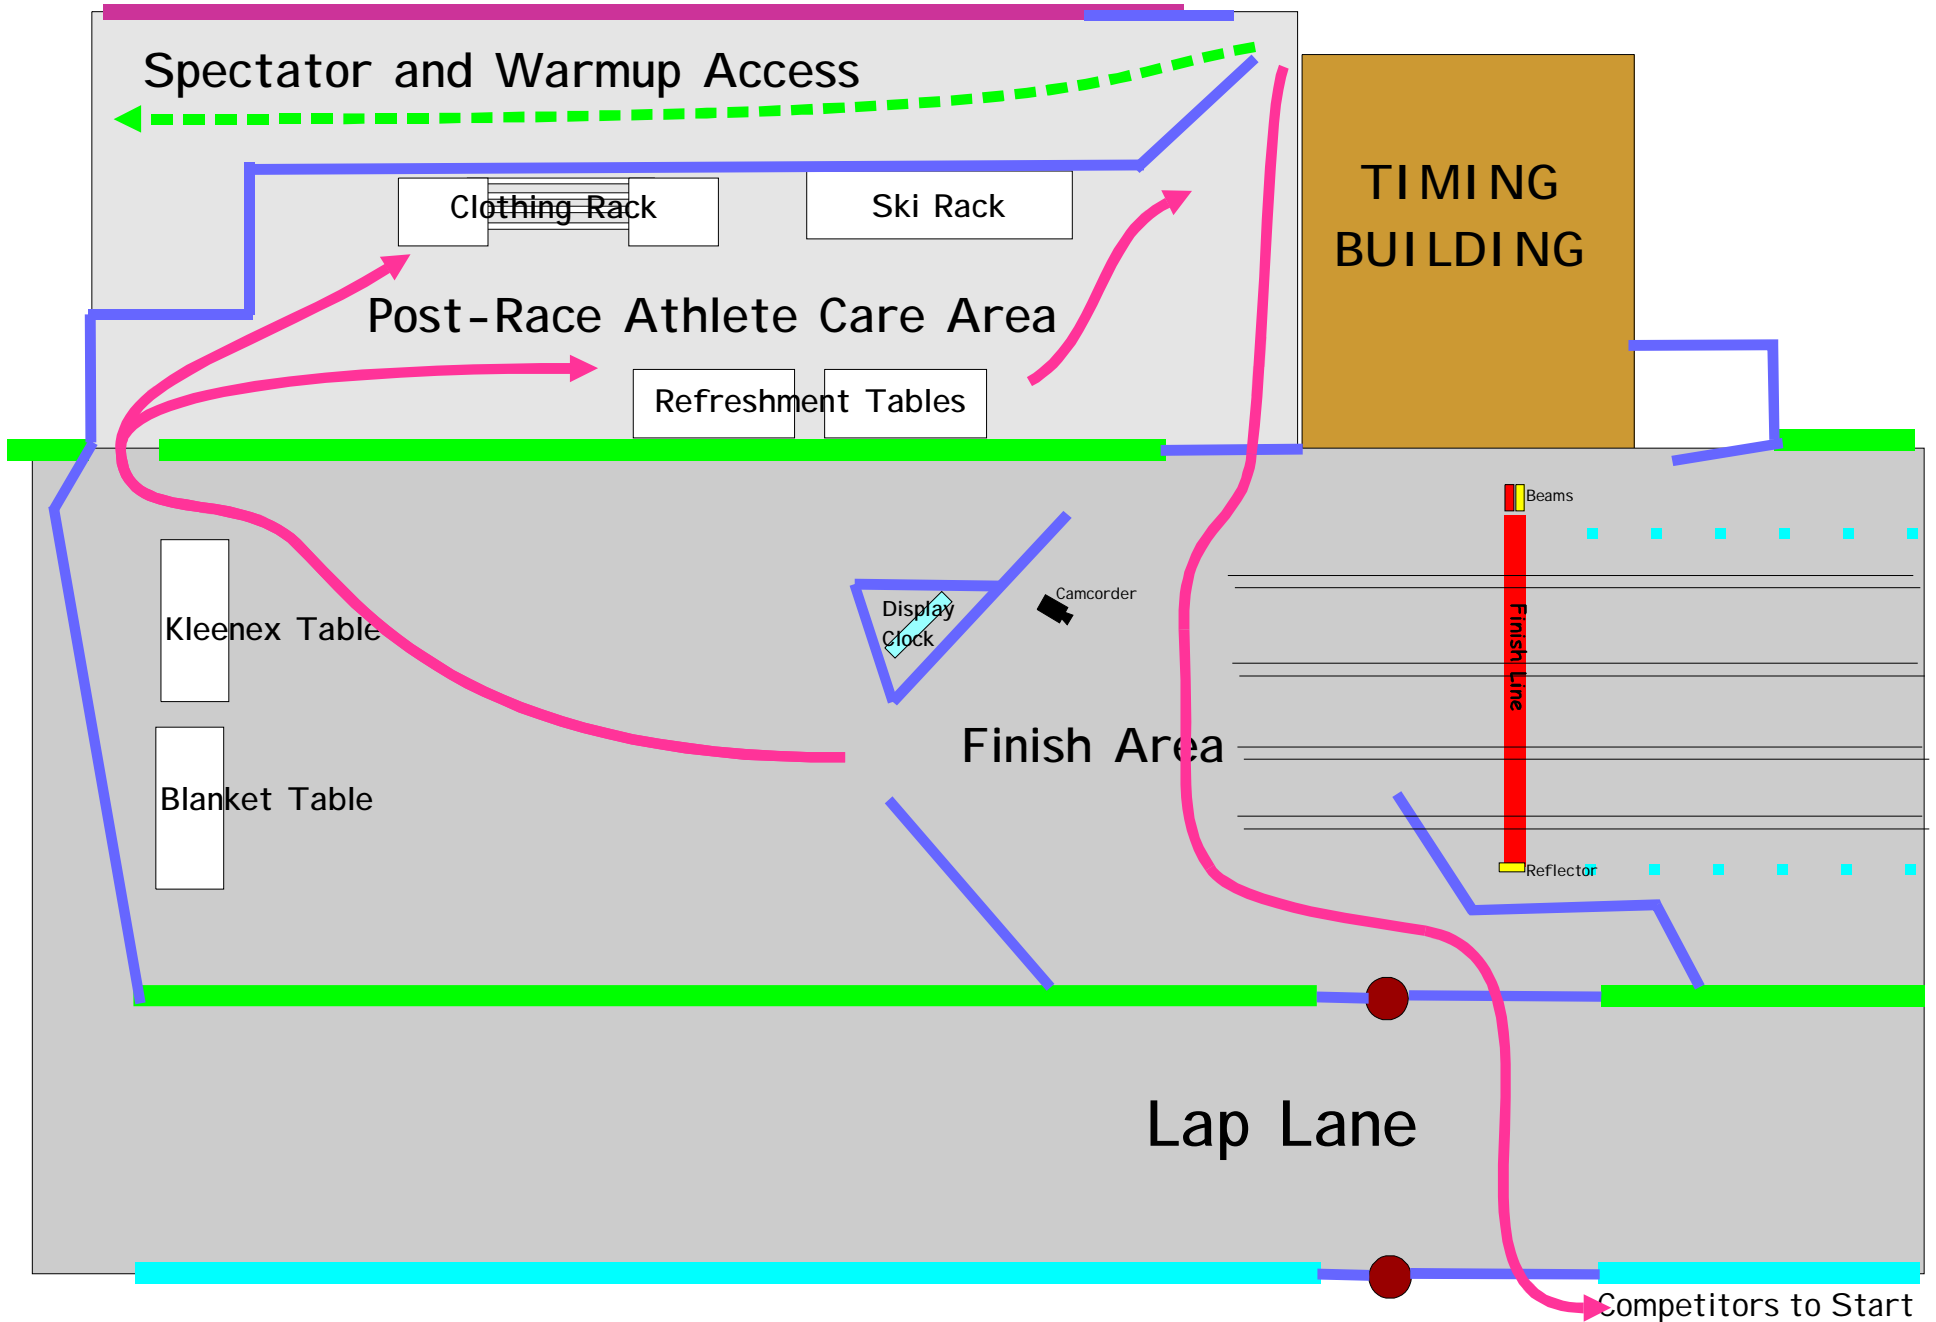 Spectator and Warmup Access
TIMING
BUILDING
Clothing Rack
Ski Rack
Post-Race Athlete Care Area
Refreshment Tables
Beams
Camcorder
Display
Clock
Finish Line
Kleenex Table
Finish Area
Blanket Table
Reflector
Lap Lane
Competitors to Start